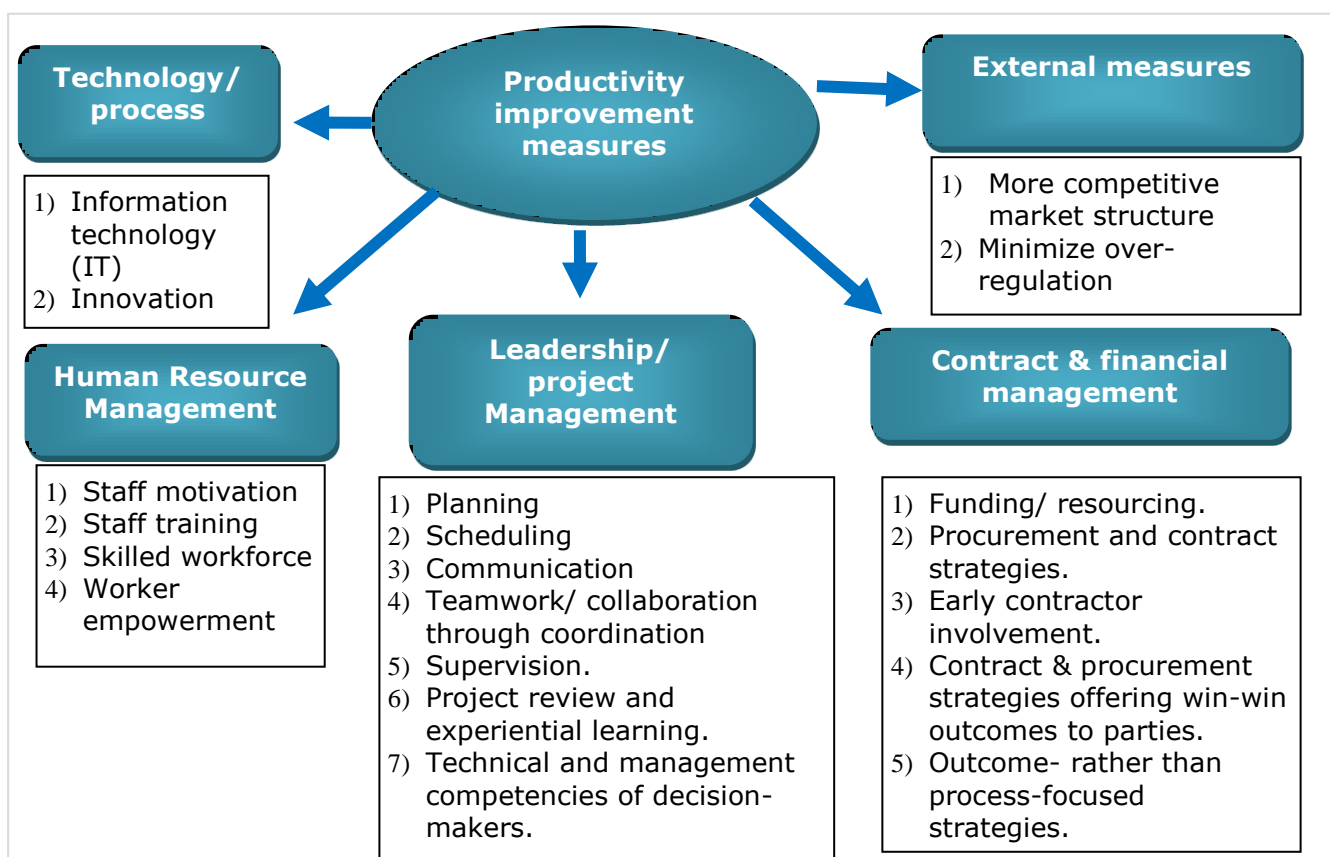 Productivity
improvement
measures
Technology/
process
1) Information
technology
(IT)
2) Innovation
External measures
1) More competitive
market structure
2) Minimize over-
regulation
Human Resource
Management
1) Staff motivation
2) Staff training
3) Skilled workforce
4) Worker
empowerment
Leadership/
project
Management
1) Planning
2) Scheduling
3) Communication
4) Teamwork/ collaboration
through coordination
5) Supervision.
6) Project review and
experiential learning.
7) Technical and management
competencies of decision-
makers.
Contract & financial
management
1) Funding/ resourcing.
2) Procurement and contract
strategies.
3) Early contractor
involvement.
4) Contract & procurement
strategies offering win-win
outcomes to parties.
5) Outcome- rather than
process-focused
strategies.